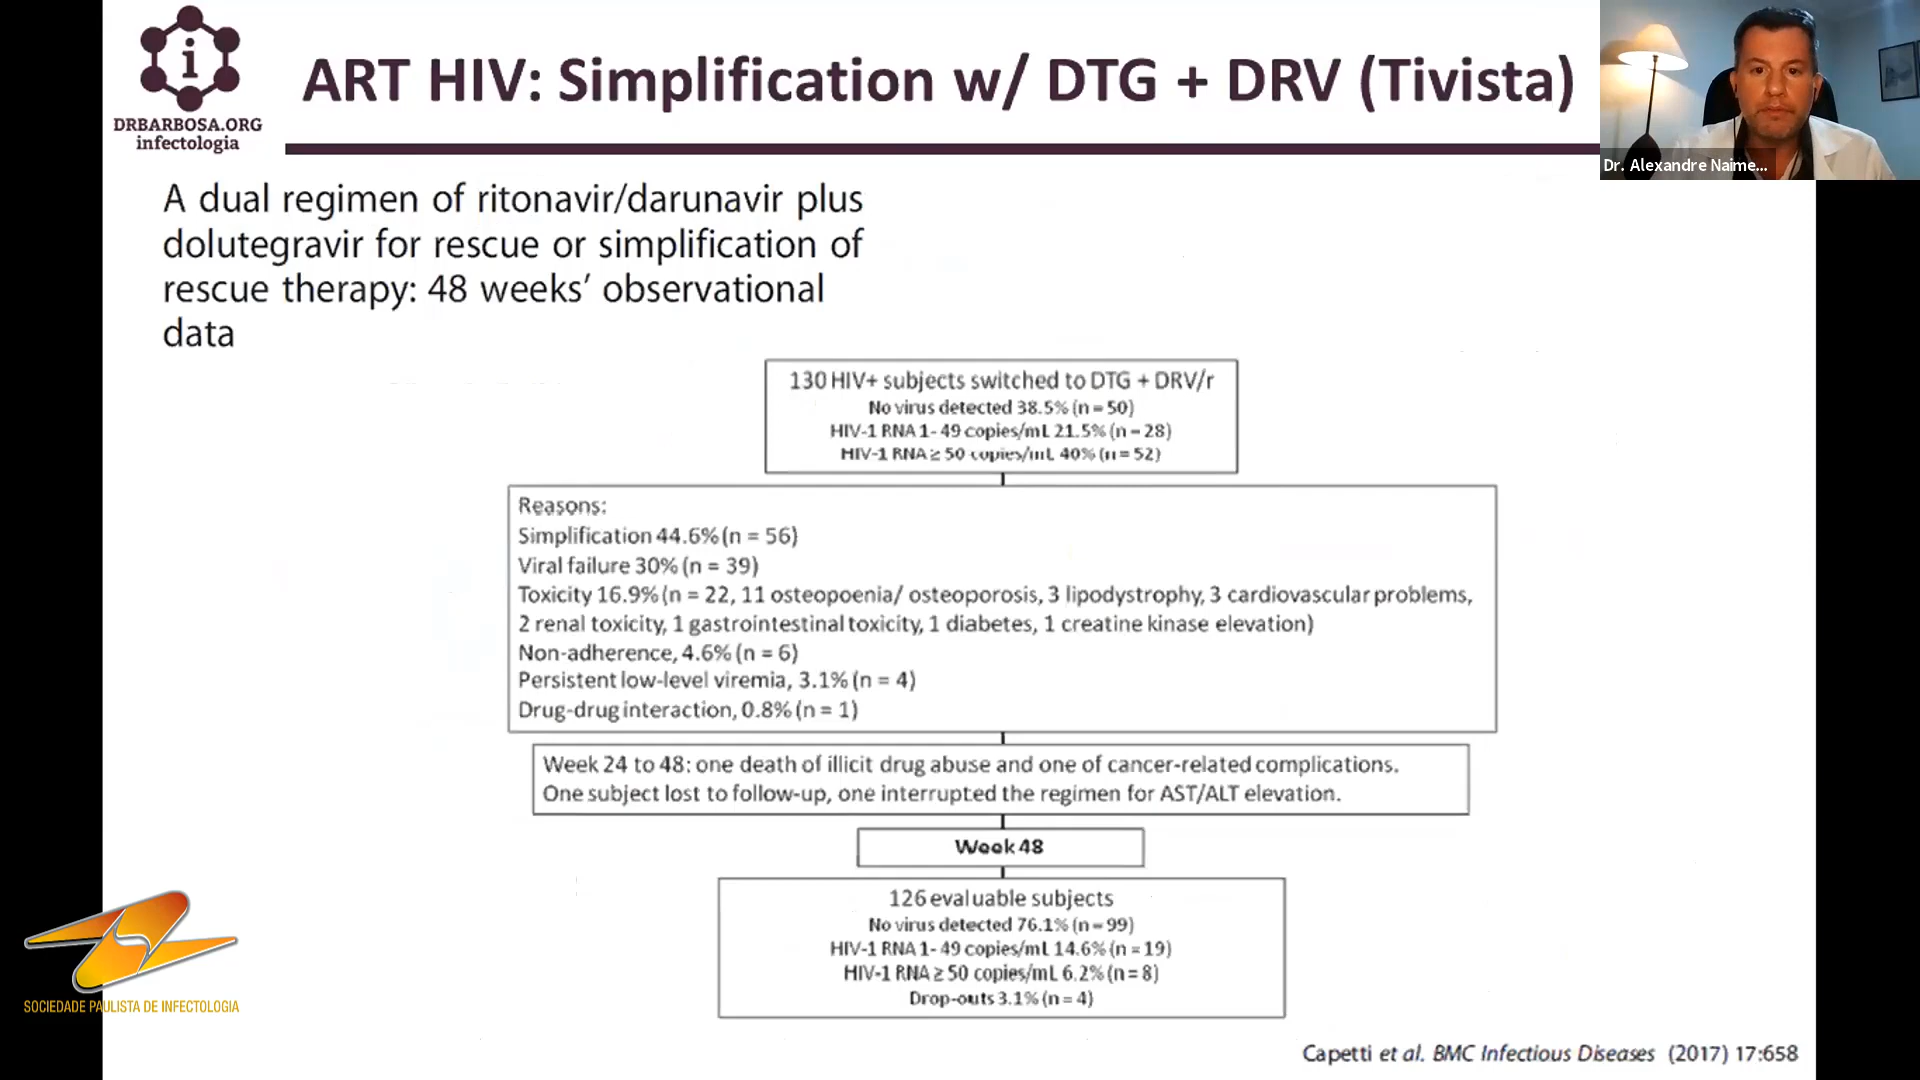 DRBARBOSA.ORG
infectologia
ART HIV: Simplification w/ DTG + DRV (Tivista)
Dr. Alexandre Naime...
A dual regimen of ritonavir/darunavir plus
dolutegravir for rescue or simplification of
rescue therapy: 48 weeks’ observational
data
130 HIV+ subjects switched to DTG + DRV/r
No virus detected 38.5% (n = 50)
HIV-1 RNA 1- 49 copies/mL 21.5% (n = 28)
HIV-1 RNA ≥ 50 copies/mL 40% (n = 52)
Reasons:
Simplification 44.6% (n = 56)
Viral failure 30% (n = 39)
Toxicity 16.9% (n = 22, 11 osteopoenia/ osteoporosis, 3 lipodystrophy, 3 cardiovascular problems,
2 renal toxicity, 1 gastrointestinal toxicity, 1 diabetes, 1 creatine kinase elevation)
Non-adherence, 4.6% (n = 6)
Persistent low-level viremia, 3.1% (n = 4)
Drug-drug interaction, 0.8% (n = 1)
Week 24 to 48: one death of illicit drug abuse and one of cancer-related complications.
One subject lost to follow-up, one interrupted the regimen for AST/ALT elevation.
Week 48
126 evaluable subjects
No virus detected 76.1% (n = 99)
HIV-1 RNA 1- 49 copies/mL 14.6% (n = 19)
HIV-1 RNA ≥ 50 copies/mL 6.2% (n = 8)
Drop-outs 3.1% (n = 4)
SOCIEDADE PAULISTA DE INFECTOLOGIA
Capetti et al. BMC Infectious Diseases (2017) 17:658